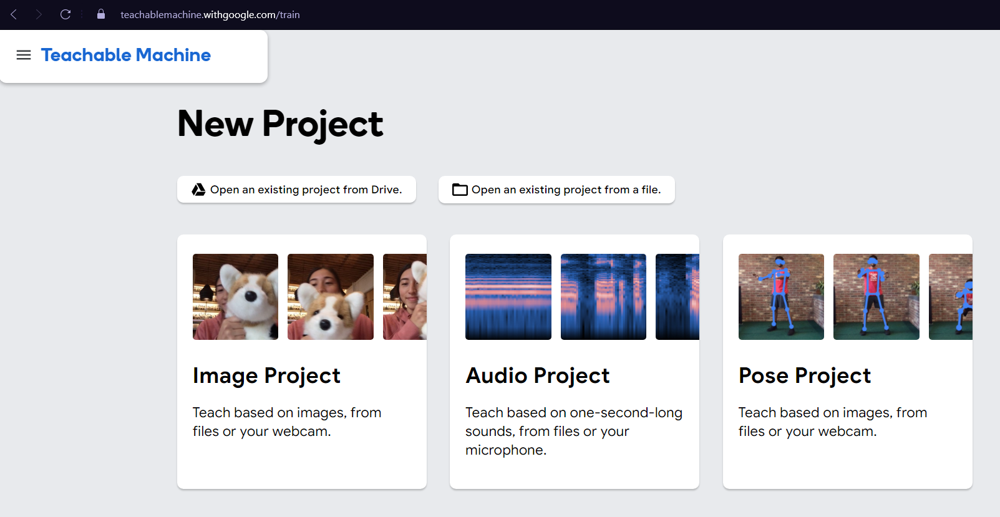 teachablemachine.withgoogle.com/train
Teachable Machine
New Project
Open an existing project from Drive.
Open an existing project from a file.
Image Project
Teach based on images, from
files or your webcam.
Audio Project
Teach based on one-second-long
sounds, from files or your
microphone.
Pose Project
Teach based on images, from
files or your webcam.